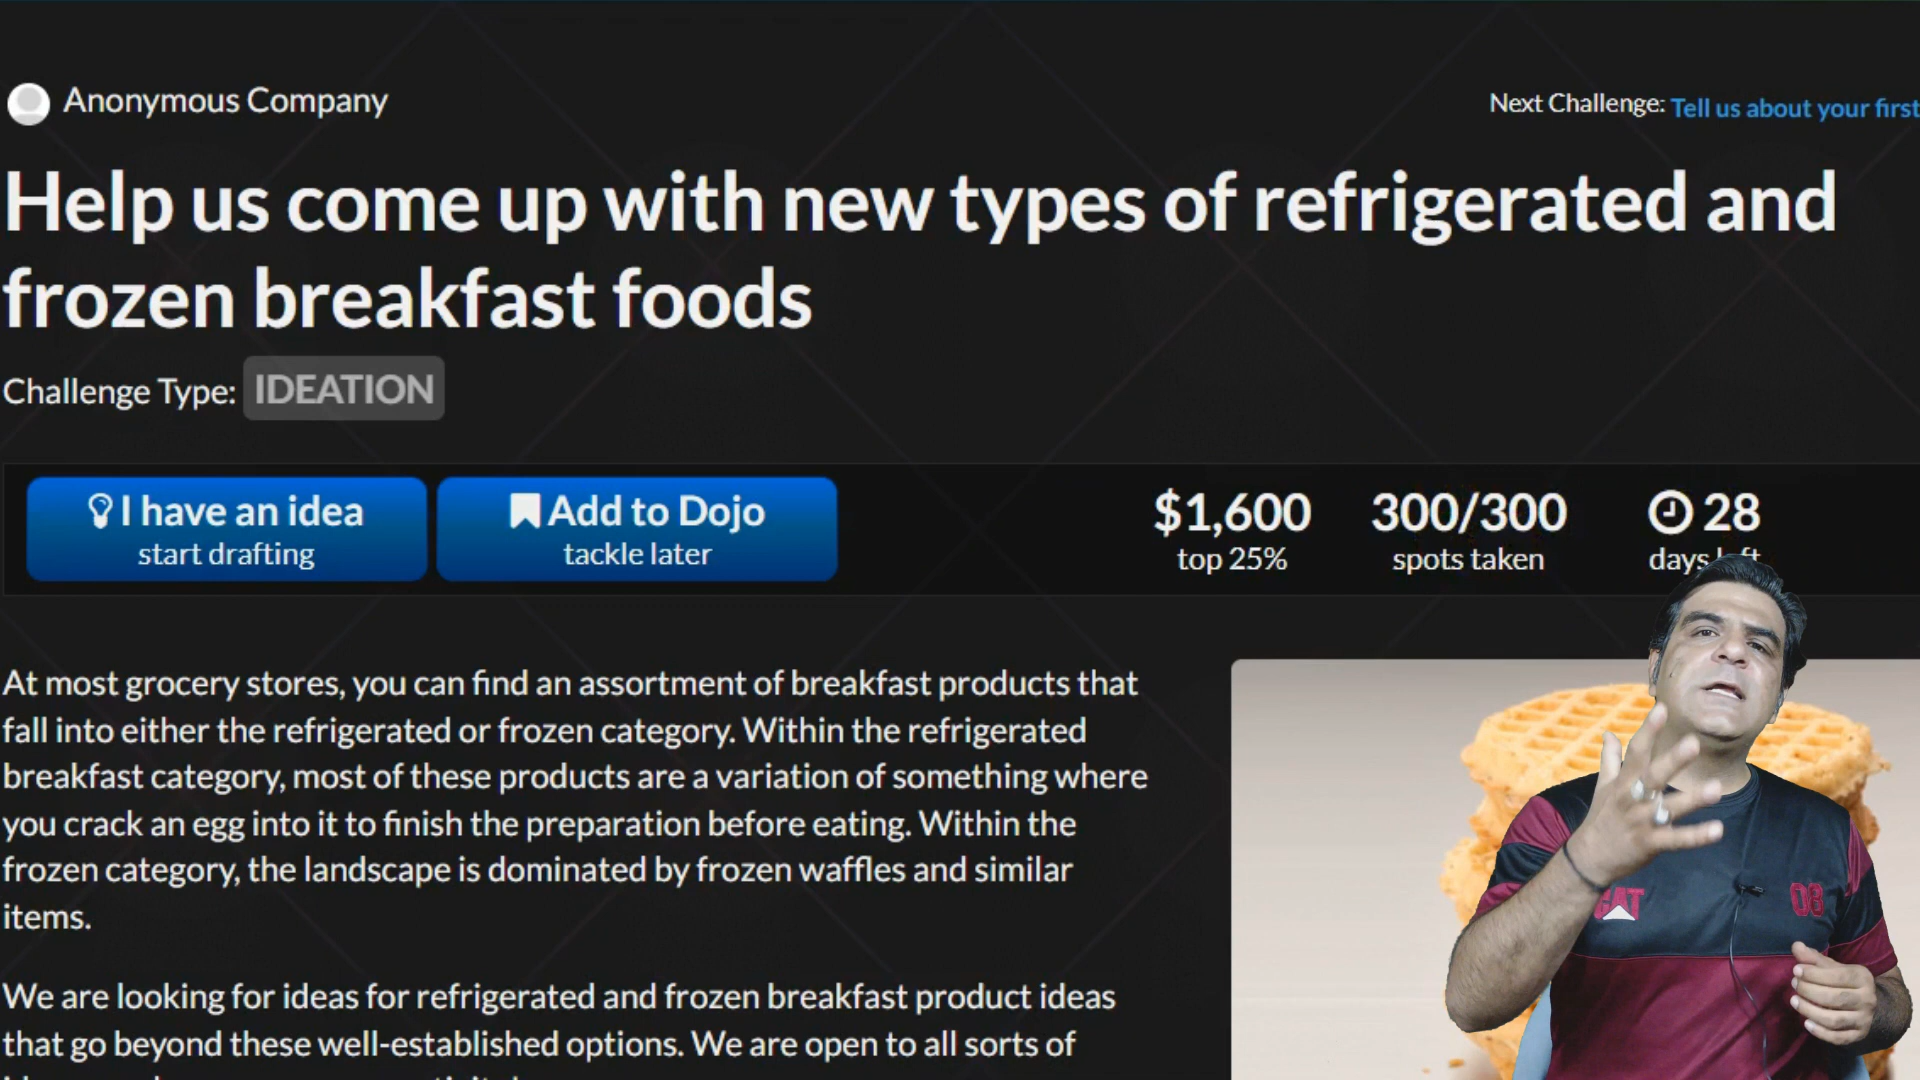 Anonymous Company
Next Challenge: Tell us about your first
Help us come up with new types of refrigerated and
frozen breakfast foods
Challenge Type: IDEATION
I have an idea
start drafting
Add to Dojo
tackle later
$1,600
top 25%
300/300
spots taken
28
days left
At most grocery stores, you can find an assortment of breakfast products that
fall into either the refrigerated or frozen category. Within the refrigerated
breakfast category, most of these products are a variation of something where
you crack an egg into it to finish the preparation before eating. Within the
frozen category, the landscape is dominated by frozen waffles and similar
items.
We are looking for ideas for refrigerated and frozen breakfast product ideas
that go beyond these well-established options. We are open to all sorts of
CAT
08